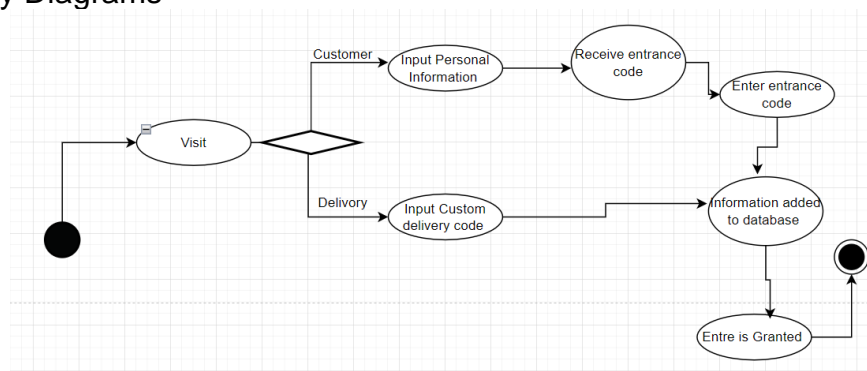 y Diagrams
Customer
Input Personal
Information
Receive entrance
code
Enter entrance
code
Visit
Delivory
Input Custom
delivery code
Information added
to database
Entre is Granted